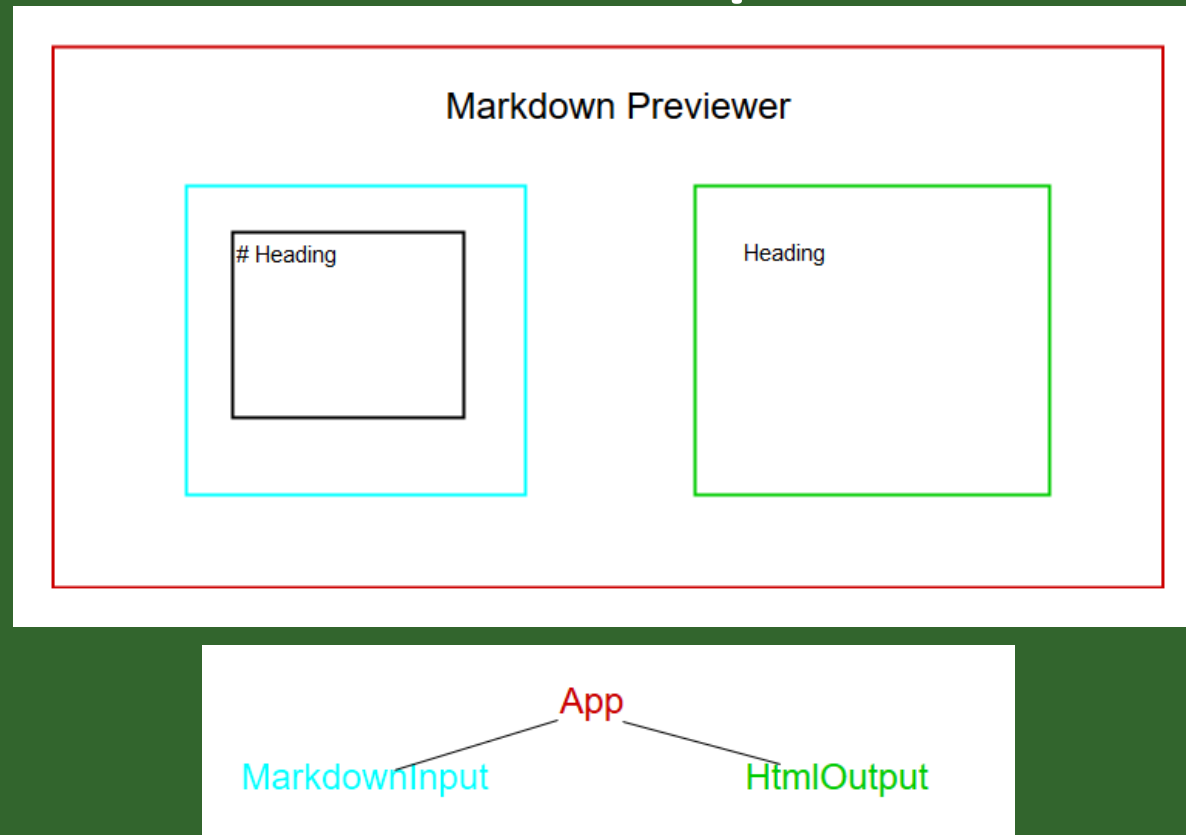 Markdown Previewer
# Heading
Heading
App
MarkdownInput
HtmlOutput